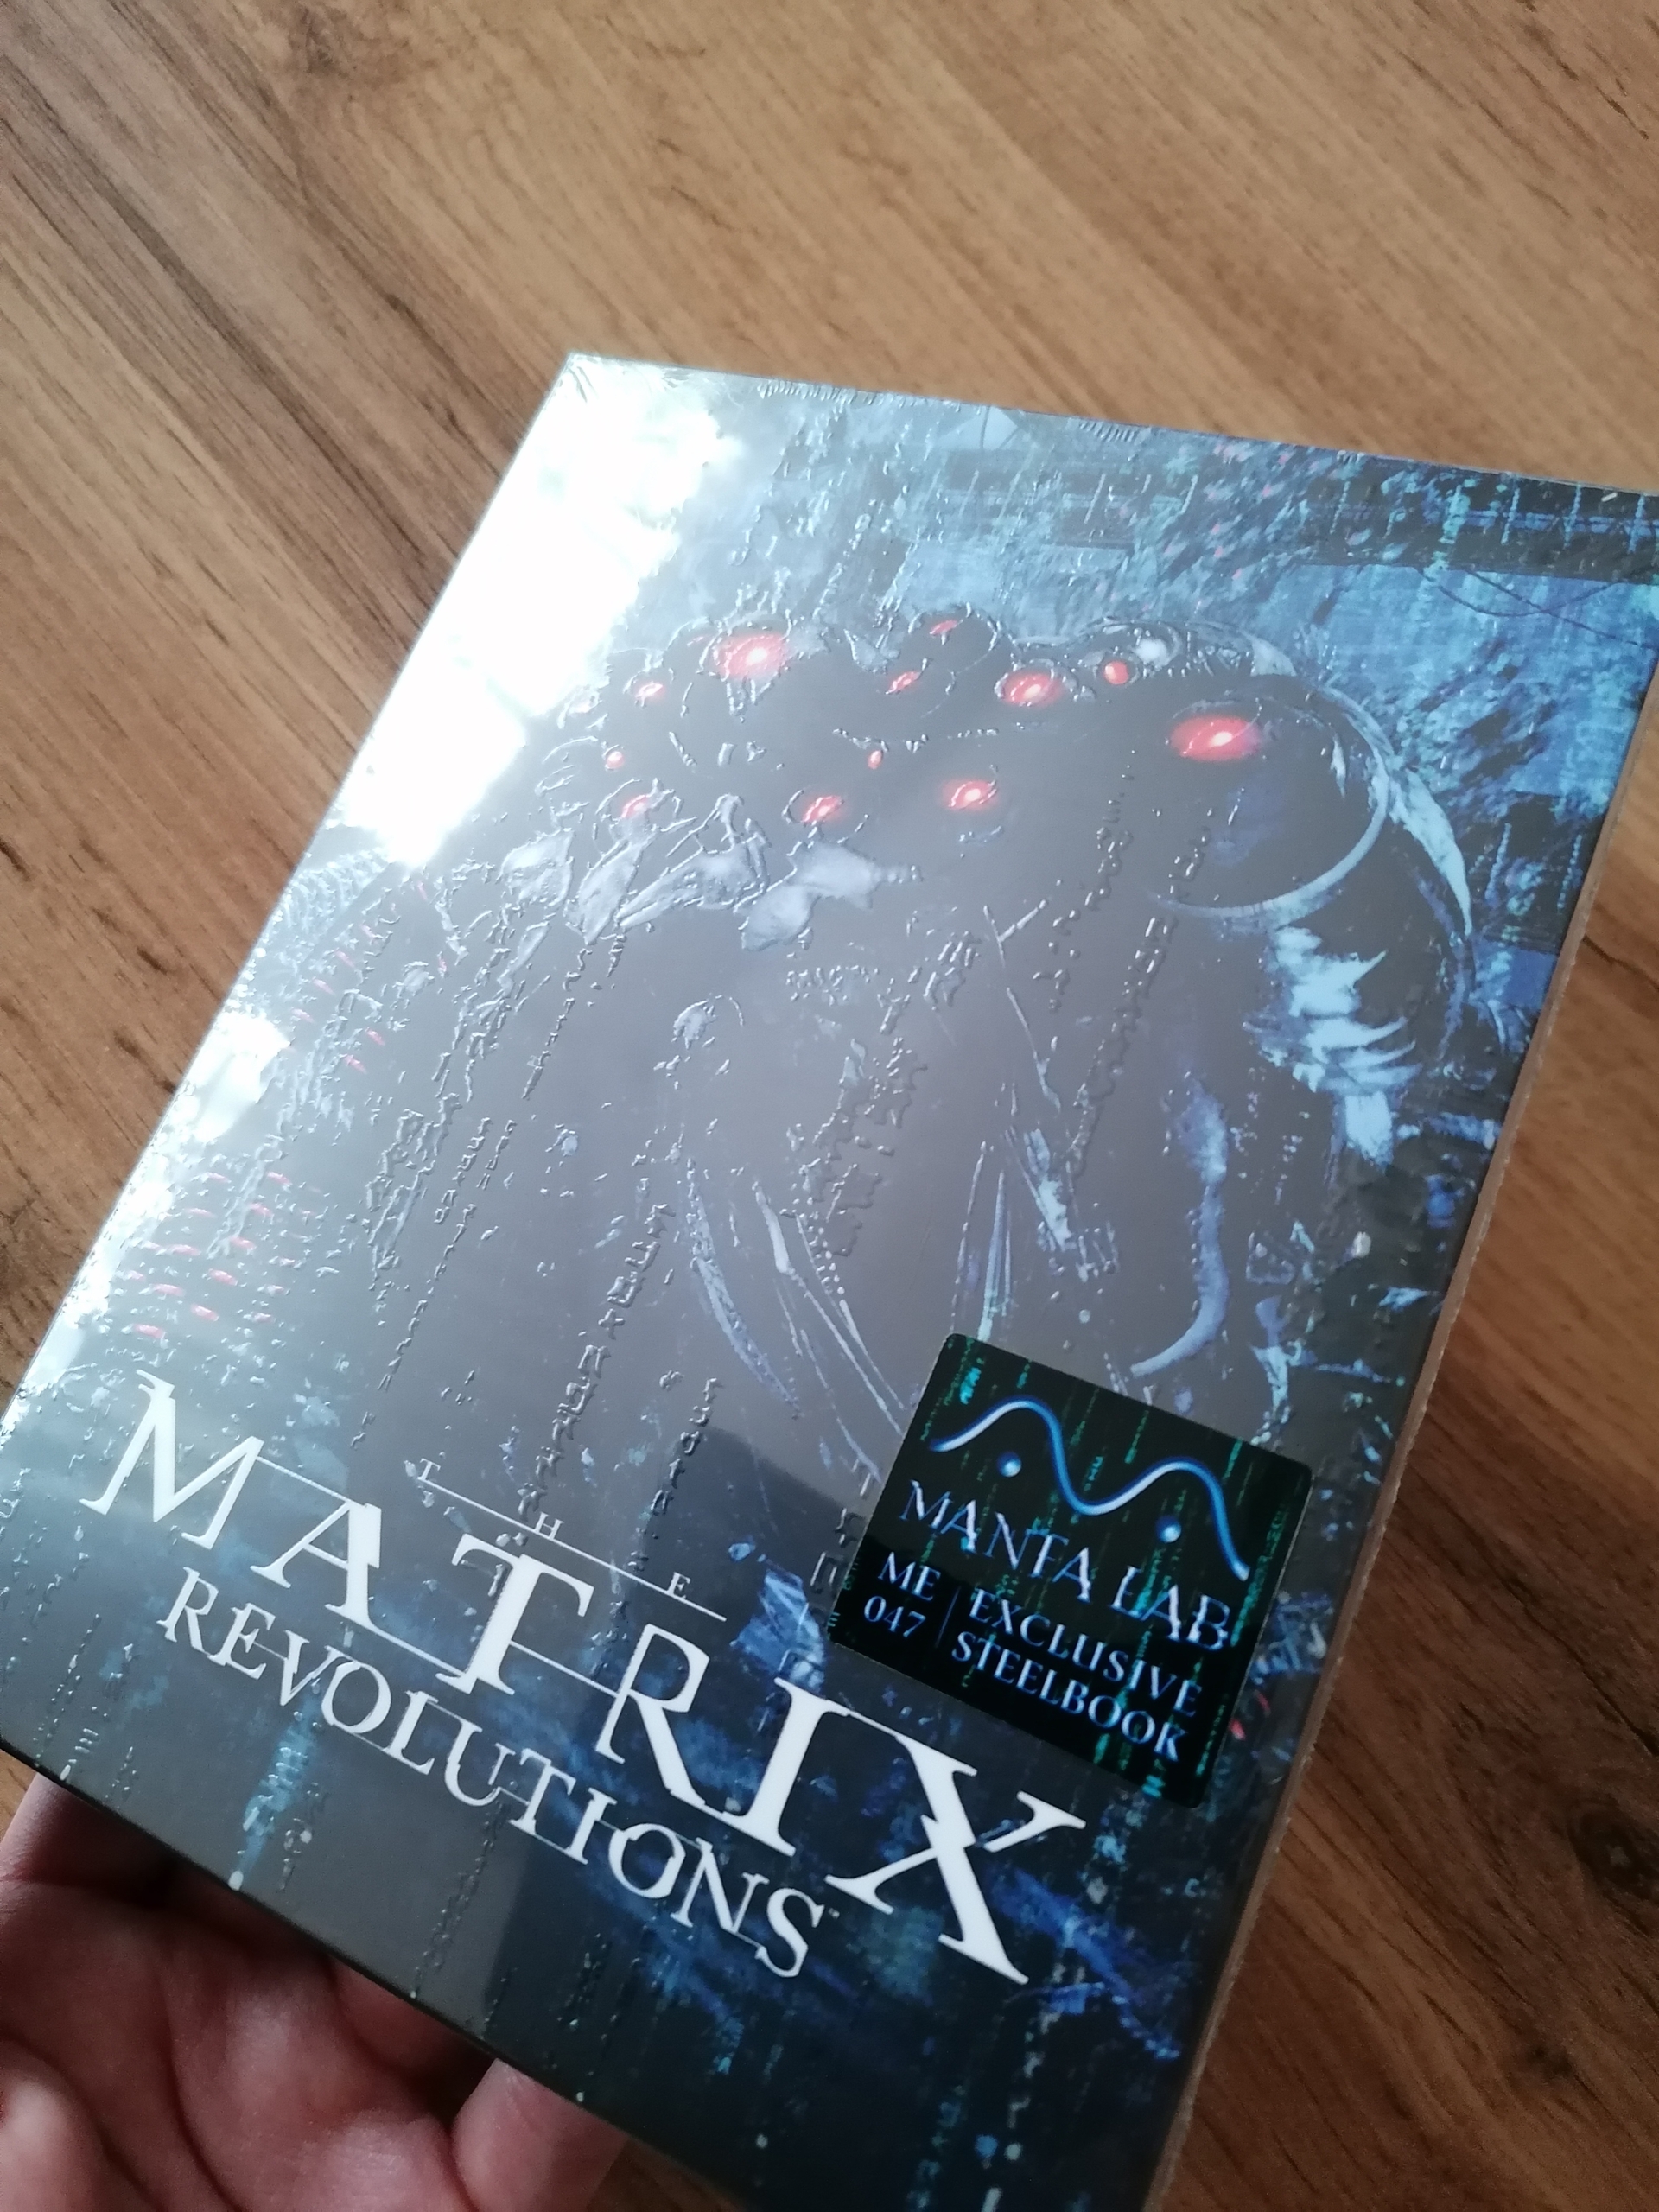 THE
MATRIX
REVOLUTIONS
MANTA LAB
ME
047
EXCLUSIVE
STEELBOOK